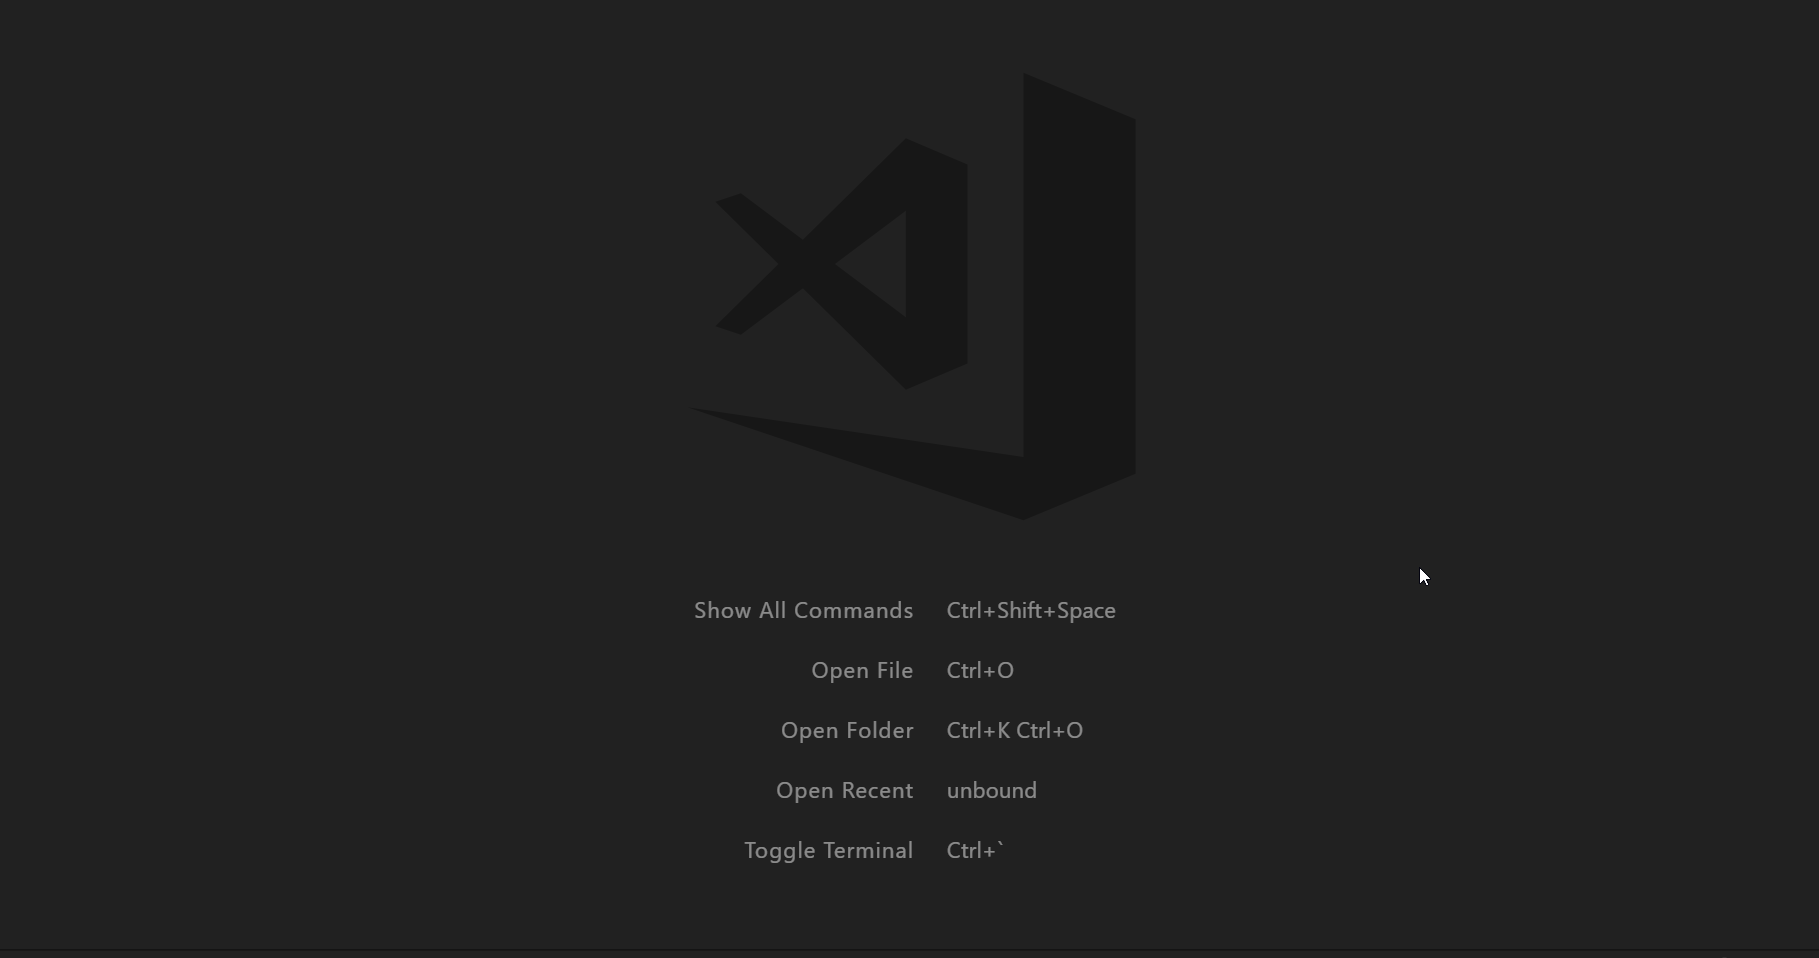 Show All Commands Ctrl+Shift+Space
Open File Ctrl+O
Open Folder Ctrl+K Ctrl+O
Open Recent unbound
Toggle Terminal Ctrl+`